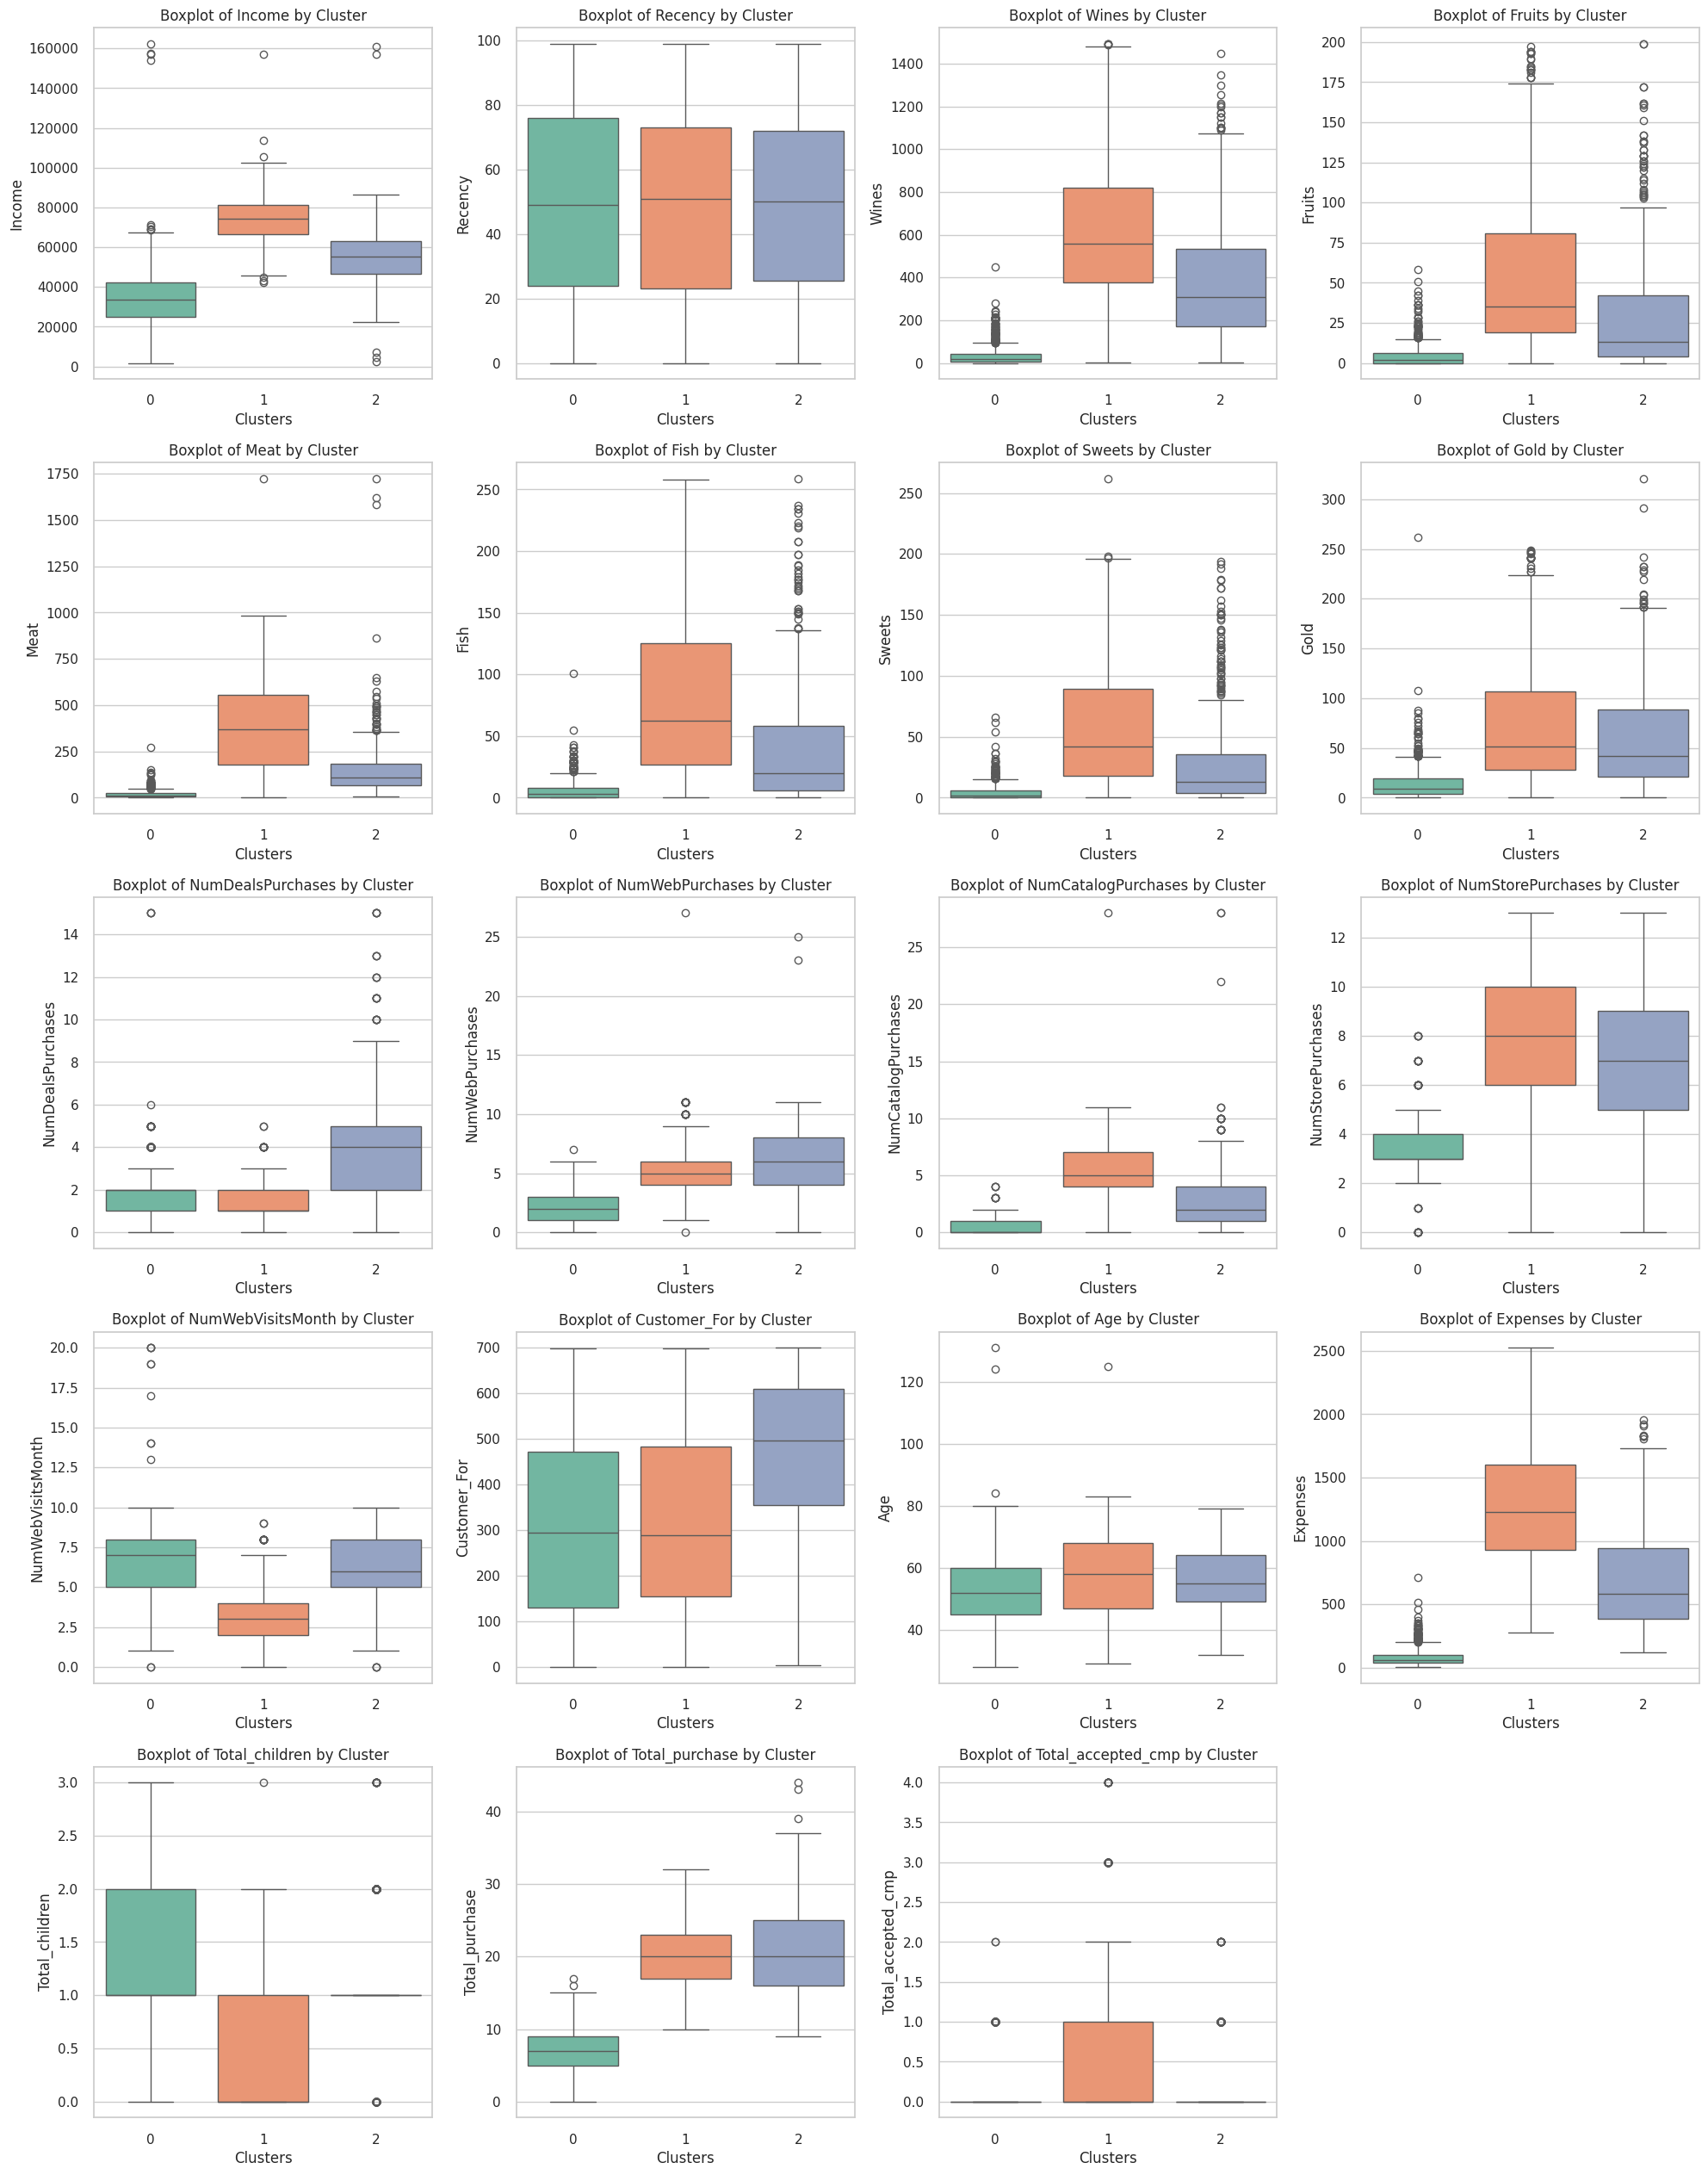 Boxplot of Income by Cluster
Income
160000
140000
120000
100000
80000
60000
40000
20000
0
0 1 2
Clusters
Boxplot of Recency by Cluster
Recency
100
80
60
40
20
0
0 1 2
Clusters
Boxplot of Wines by Cluster
Wines
1400
1200
1000
800
600
400
200
0
0 1 2
Clusters
Boxplot of Fruits by Cluster
Fruits
200
175
150
125
100
75
50
25
0
0 1 2
Clusters
Boxplot of Meat by Cluster
Meat
1750
1500
1250
1000
750
500
250
0
0 1 2
Clusters
Boxplot of Fish by Cluster
Fish
250
200
150
100
50
0
0 1 2
Clusters
Boxplot of Sweets by Cluster
Sweets
250
200
150
100
50
0
0 1 2
Clusters
Boxplot of Gold by Cluster
Gold
300
250
200
150
100
50
0
0 1 2
Clusters
Boxplot of NumDealsPurchases by Cluster
NumDealsPurchases
14
12
10
8
6
4
2
0
0 1 2
Clusters
Boxplot of NumWebPurchases by Cluster
NumWebPurchases
25
20
15
10
5
0
0 1 2
Clusters
Boxplot of NumCatalogPurchases by Cluster
NumCatalogPurchases
25
20
15
10
5
0
0 1 2
Clusters
Boxplot of NumStorePurchases by Cluster
NumStorePurchases
12
10
8
6
4
2
0
0 1 2
Clusters
Boxplot of NumWebVisitsMonth by Cluster
NumWebVisitsMonth
20.0
17.5
15.0
12.5
10.0
7.5
5.0
2.5
0.0
0 1 2
Clusters
Boxplot of Customer_For by Cluster
Customer_For
700
600
500
400
300
200
100
0
0 1 2
Clusters
Boxplot of Age by Cluster
Age
120
100
80
60
40
0 1 2
Clusters
Boxplot of Expenses by Cluster
Expenses
2500
2000
1500
1000
500
0
0 1 2
Clusters
Boxplot of Total_children by Cluster
Total_children
3.0
2.5
2.0
1.5
1.0
0.5
0.0
0 1 2
Clusters
Boxplot of Total_purchase by Cluster
Total_purchase
40
30
20
10
0
0 1 2
Clusters
Boxplot of Total_accepted_cmp by Cluster
Total_accepted_cmp
4.0
3.5
3.0
2.5
2.0
1.5
1.0
0.5
0.0
0 1 2
Clusters